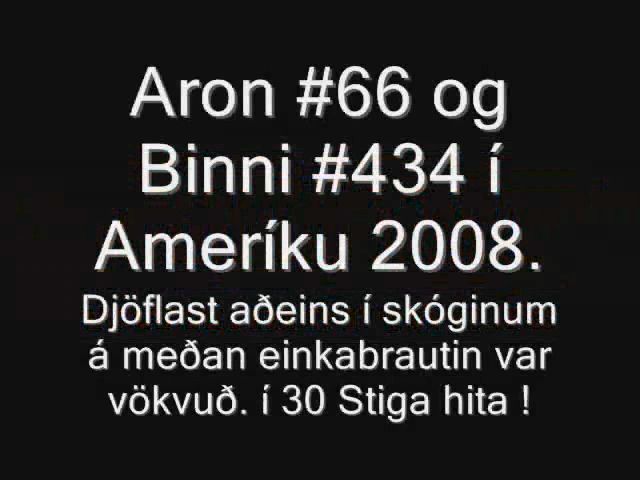 Aron #66 og
Binni #434 í
Ameríku 2008.
Djöflast aðeins í skóginum
á meðan einkabrautin var
vökvuð. í 30 Stiga hita !